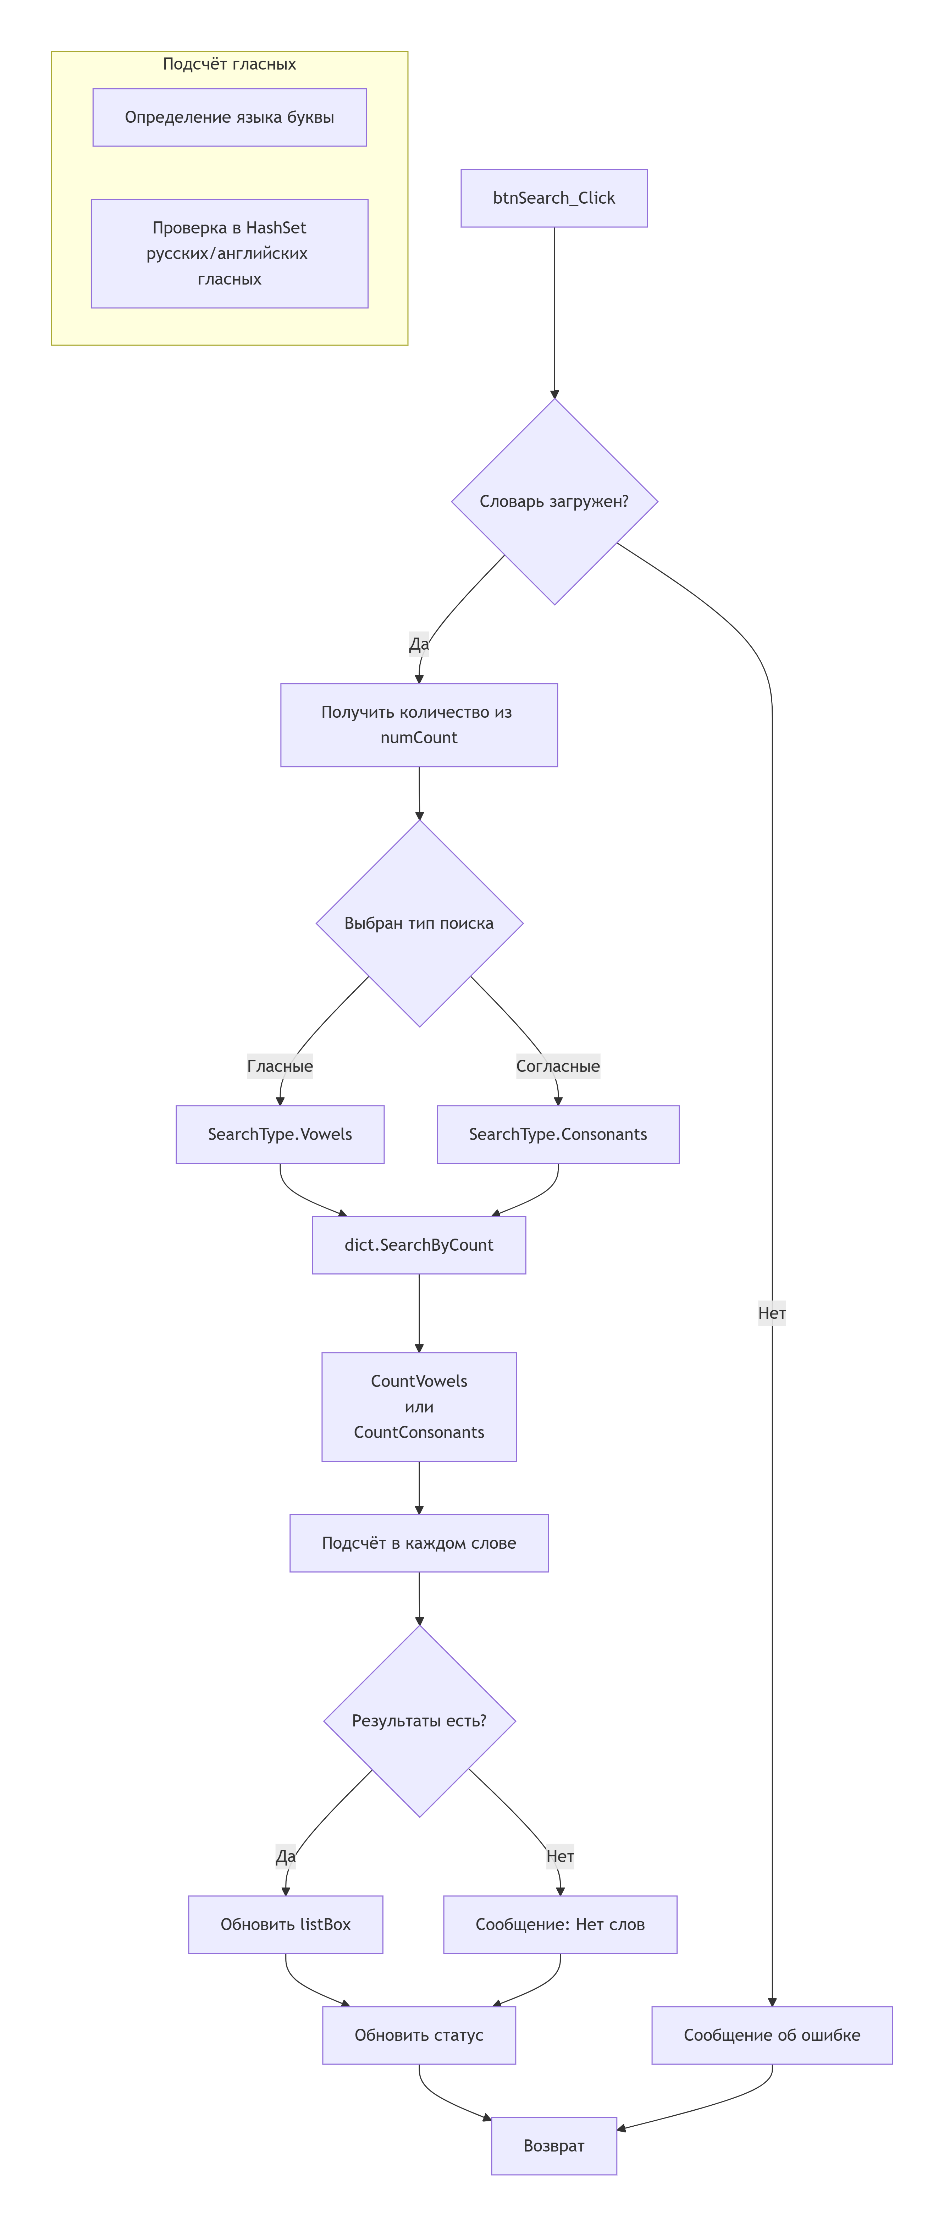 Подсчёт гласных
Определение языка буквы
Проверка в HashSet
русских/английских
гласных
btnSearch_Click
Словарь загружен?
Да
Получить количество из
numCount
Выбран тип поиска
Гласные
Согласные
SearchType.Vowels
SearchType.Consonants
dict.SearchByCount
Нет
CountVowels
или
CountConsonants
Подсчёт в каждом слове
Результаты есть?
Да
Нет
Обновить listBox
Сообщение: Нет слов
Обновить статус
Сообщение об ошибке
Возврат